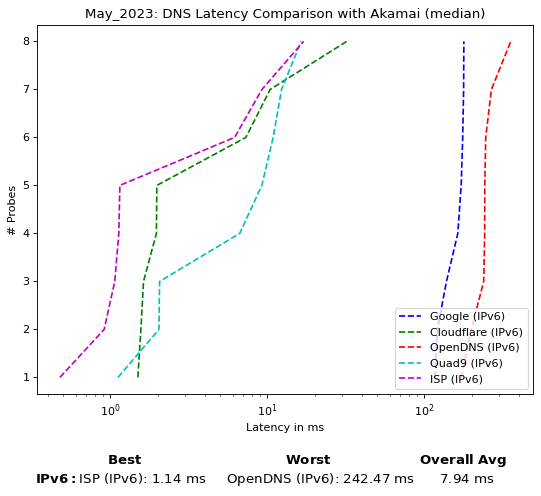 May_2023: DNS Latency Comparison with Akamai (median)
8
7
6
5
4
3
2
1
# Probes
Google (IPv6)
Cloudflare (IPv6)
OpenDNS (IPv6)
Quad9 (IPv6)
ISP (IPv6)
10⁰ 10¹ 10²
Latency in ms
Best Worst Overall Avg
IPv6: ISP (IPv6): 1.14 ms OpenDNS (IPv6): 242.47 ms 7.94 ms